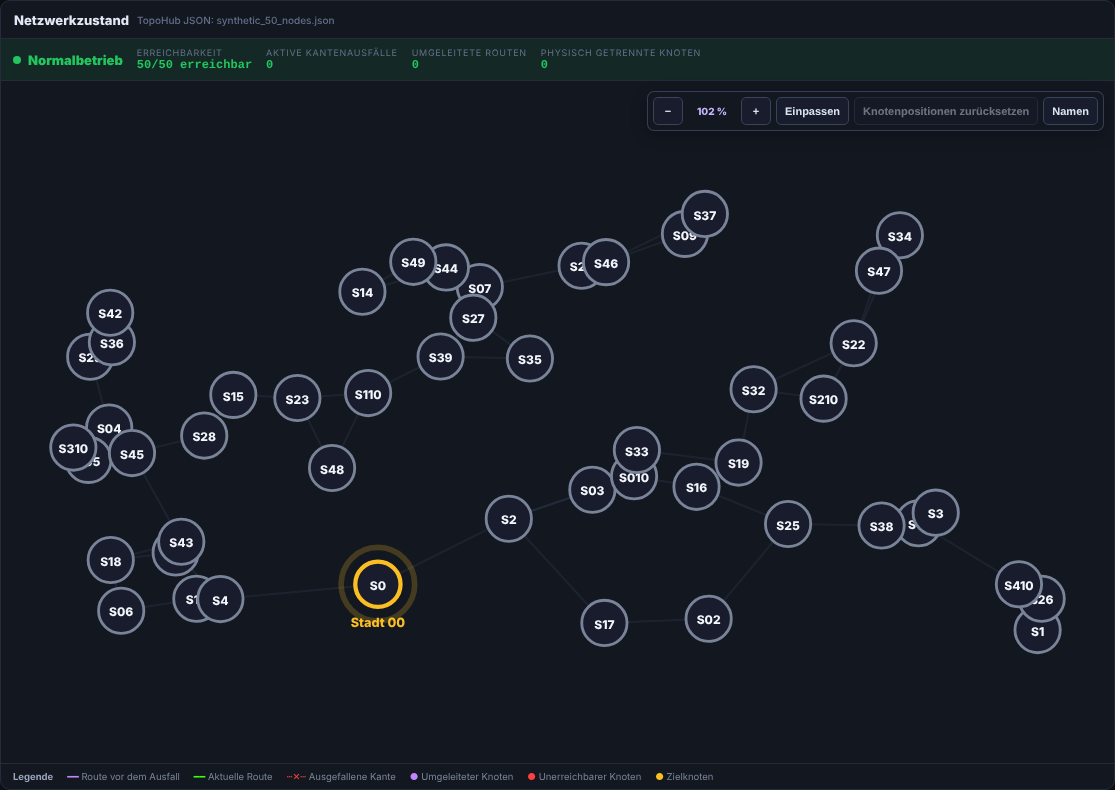 Netzwerkzustand TopoHub JSON: synthetic_50_nodes.json
Normalbetrieb
ERREICHBARKEIT AKTIVE KANTENAUSFÄLLE UMGELEITETE ROUTEN PHYSISCH GETRENNTE KNOTEN
50/50 erreichbar 0 0 0
− 102 % + Einpassen Knotenpositionen zurücksetzen Namen
S37
S09
S34
S49
S44
S46
S47
S07
S14
S42
S27
S36
S22
S39
S35
S32
S15
S23
S110
S210
S04
S28
S310
S45
S33
S19
S48
S010
S03
S16
S3
S2
S25
S38
S43
S18
S0
S410
S4
S26
S06
Stadt 00
S17
S02
S1
Legende Route vor dem Ausfall Aktuelle Route Ausgefallene Kante Umgeleiteter Knoten Unerreichbarer Knoten Zielknoten